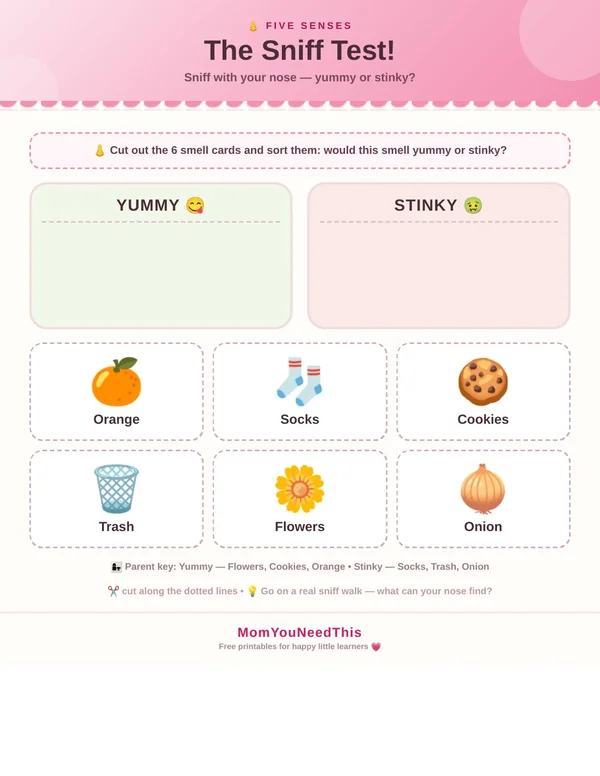 👃 FIVE SENSES
The Sniff Test!
Sniff with your nose — yummy or stinky?
👃 Cut out the 6 smell cards and sort them: would this smell yummy or stinky?
YUMMY 😋
STINKY 🤢
Orange
Socks
Cookies
Trash
Flowers
Onion
Parent key: Yummy — Flowers, Cookies, Orange • Stinky — Socks, Trash, Onion
✂️ cut along the dotted lines • 💡 Go on a real sniff walk — what can your nose find?
MomYouNeedThis
Free printables for happy little learners 💗